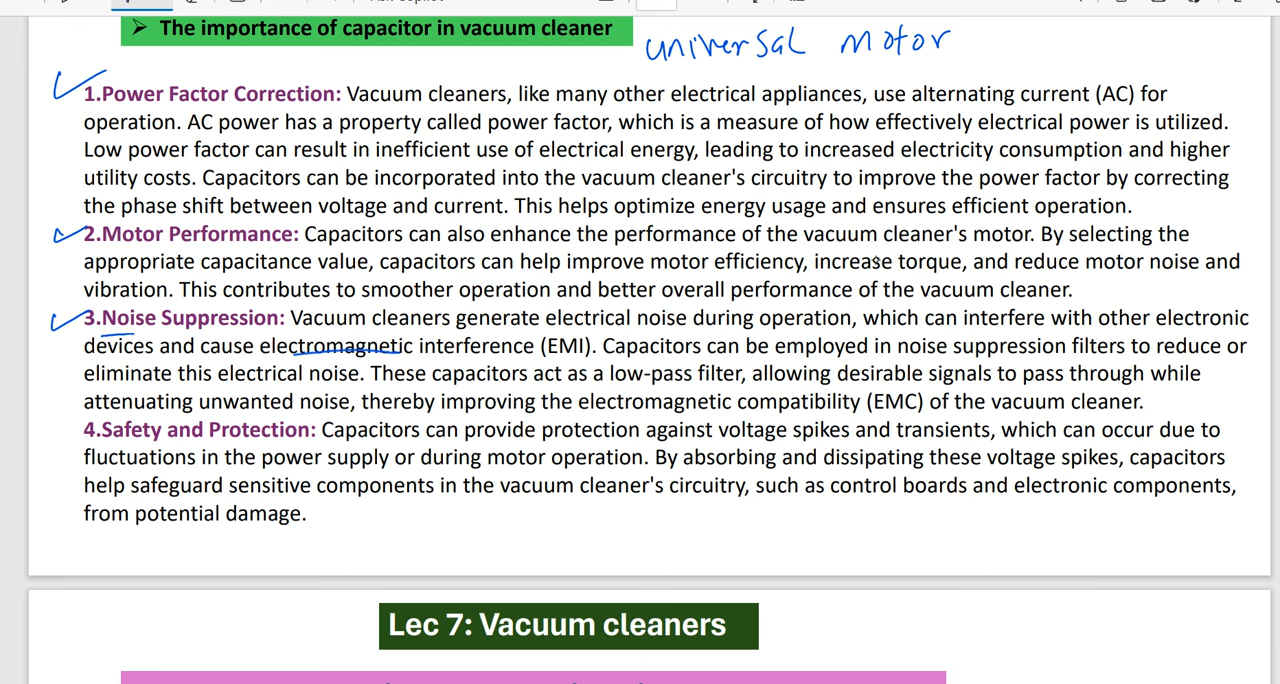 ➤ The importance of capacitor in vacuum cleaner
universal motor
1.Power Factor Correction: Vacuum cleaners, like many other electrical appliances, use alternating current (AC) for
operation. AC power has a property called power factor, which is a measure of how effectively electrical power is utilized.
Low power factor can result in inefficient use of electrical energy, leading to increased electricity consumption and higher
utility costs. Capacitors can be incorporated into the vacuum cleaner's circuitry to improve the power factor by correcting
the phase shift between voltage and current. This helps optimize energy usage and ensures efficient operation.
2.Motor Performance: Capacitors can also enhance the performance of the vacuum cleaner's motor. By selecting the
appropriate capacitance value, capacitors can help improve motor efficiency, increase torque, and reduce motor noise and
vibration. This contributes to smoother operation and better overall performance of the vacuum cleaner.
3.Noise Suppression: Vacuum cleaners generate electrical noise during operation, which can interfere with other electronic
devices and cause electromagnetic interference (EMI). Capacitors can be employed in noise suppression filters to reduce or
eliminate this electrical noise. These capacitors act as a low-pass filter, allowing desirable signals to pass through while
attenuating unwanted noise, thereby improving the electromagnetic compatibility (EMC) of the vacuum cleaner.
4.Safety and Protection: Capacitors can provide protection against voltage spikes and transients, which can occur due to
fluctuations in the power supply or during motor operation. By absorbing and dissipating these voltage spikes, capacitors
help safeguard sensitive components in the vacuum cleaner's circuitry, such as control boards and electronic components,
from potential damage.
Lec 7: Vacuum cleaners